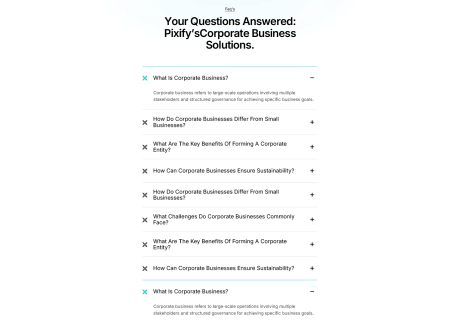 Faq's
Your Questions Answered:
Pixify'sCorporate Business
Solutions.
What Is Corporate Business?
Corporate business refers to large-scale operations involving multiple
stakeholders and structured governance for achieving specific business goals.
How Do Corporate Businesses Differ From Small
Businesses?
What Are The Key Benefits Of Forming A Corporate
Entity?
How Can Corporate Businesses Ensure Sustainability?
How Do Corporate Businesses Differ From Small
Businesses?
What Challenges Do Corporate Businesses Commonly
Face?
What Are The Key Benefits Of Forming A Corporate
Entity?
How Can Corporate Businesses Ensure Sustainability?
What Is Corporate Business?
Corporate business refers to large-scale operations involving multiple
stakeholders and structured governance for achieving specific business goals.